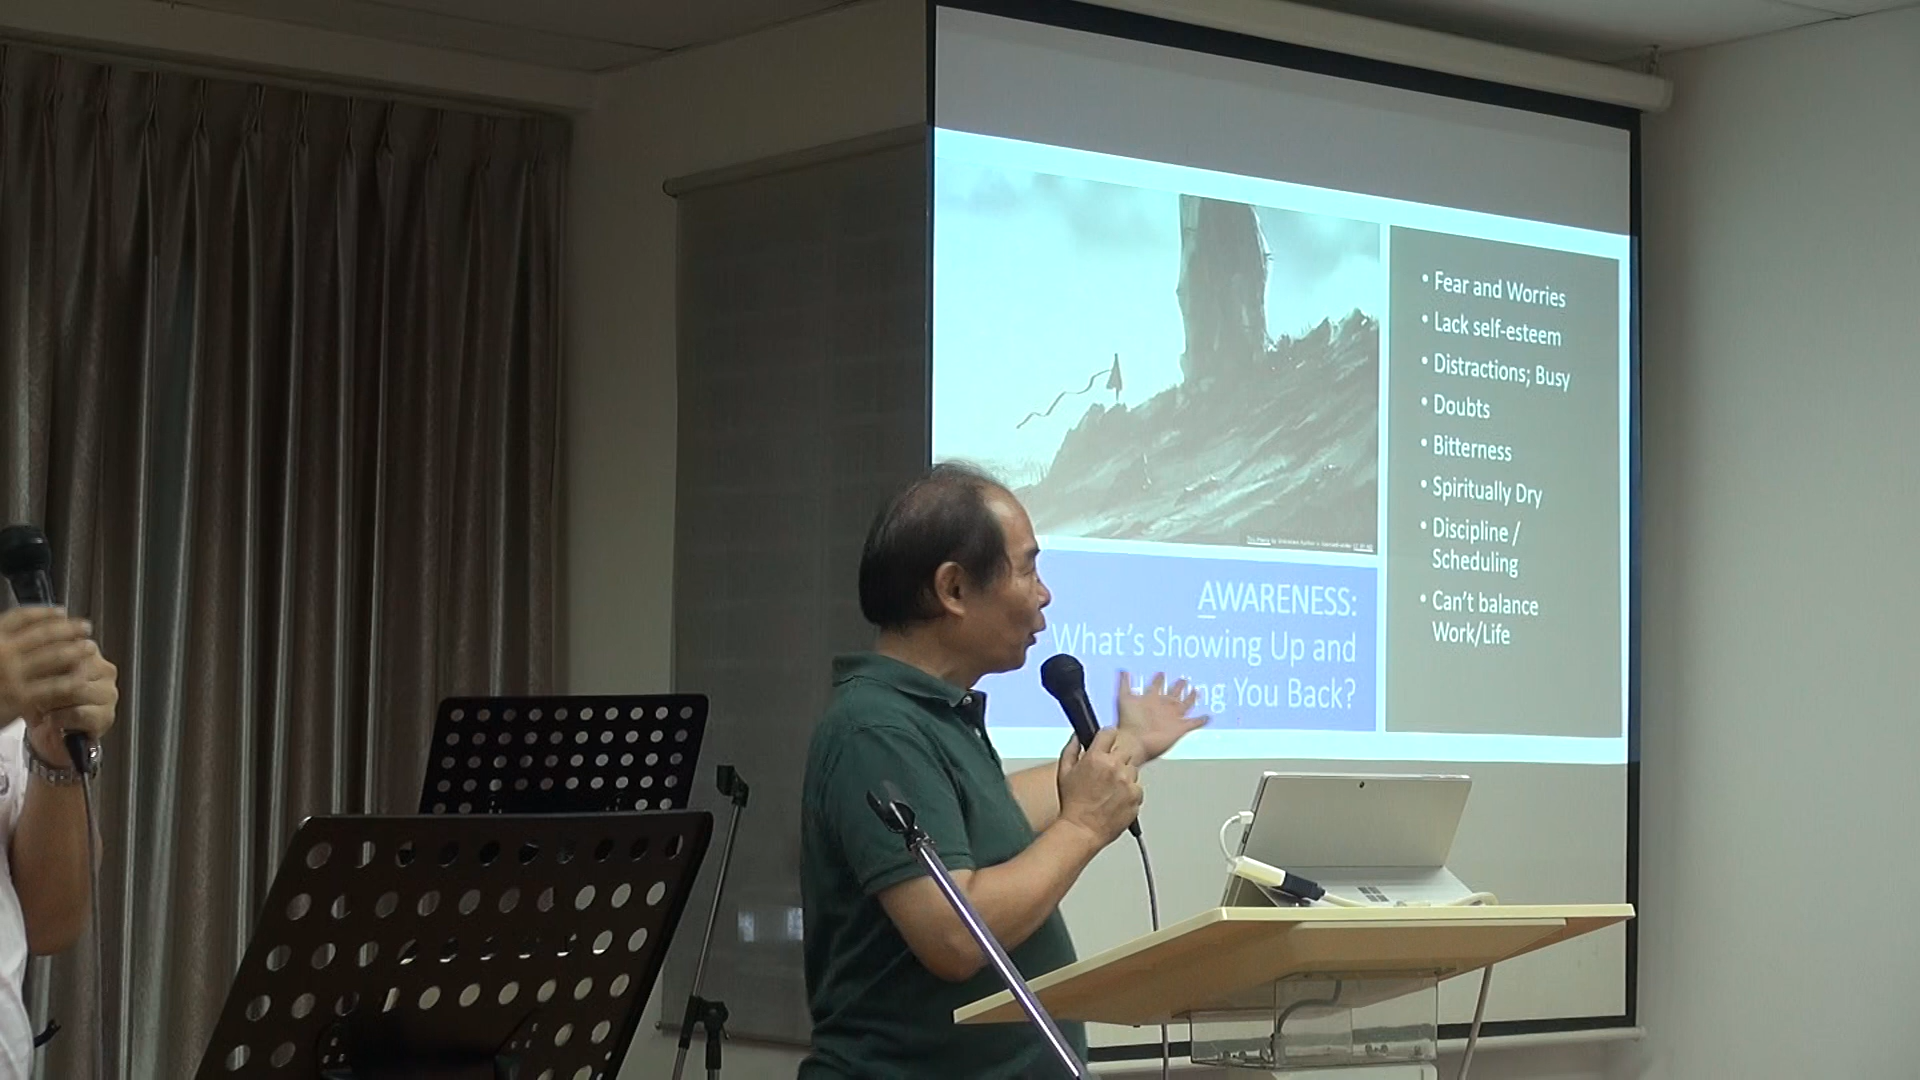 • Fear and Worries
• Lack self-esteem
• Distractions; Busy
• Doubts
• Bitterness
• Spiritually Dry
• Discipline /
Scheduling
• Can't balance
Work/Life
AWARENESS:
What's Showing Up and
Holding You Back?